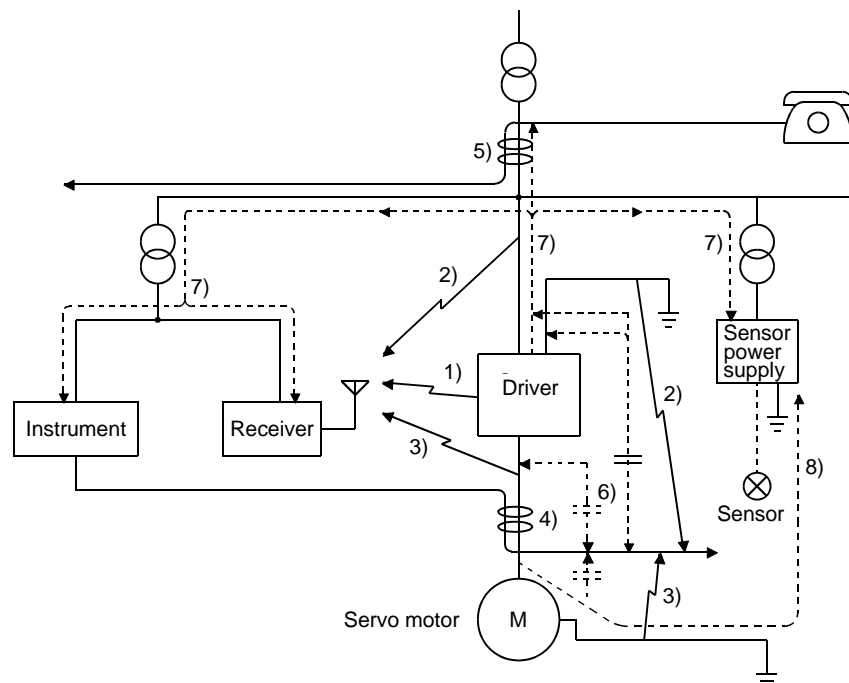 5)
7)
7)
2)
7)
Sensor
power
supply
1)
Driver
2)
Instrument
Receiver
3)
8)
6)
4)
Sensor
3)
Servo motor
M